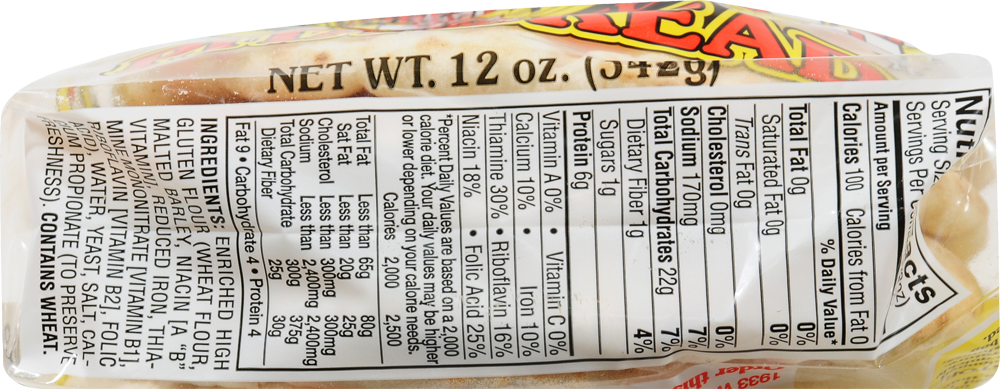 NET WT. 12 oz. (342g)
Calories 100 Calories from Fat 0
Amount per Serving
% Daily Value*
Total Fat 0g 0%
Saturated Fat 0g 0%
Trans Fat 0g
Cholesterol 0mg 0%
Sodium 170mg 7%
Total Carbohydrates 22g 7%
Dietary Fiber 1g 4%
Sugars 1g
Protein 6g
Vitamin A 0% • Vitamin C 0%
Calcium 10% • Iron 10%
Thiamine 30% • Riboflavin 16%
Niacin 18% • Folic Acid 25%
*Percent Daily Values are based on a 2,000
calorie diet. Your daily values may be higher
or lower depending on your calorie needs.
Calories 2,000 2,500
Total Fat Less than 65g 80g
Sat Fat Less than 20g 25g
Cholesterol Less than 300mg 300mg
Sodium Less than 2,400mg 2,400mg
Total Carbohydrate 300g 375g
Dietary Fiber 25g 30g
Fat 9 • Carbohydrate 4 • Protein 4
INGREDIENTS: ENRICHED HIGH
GLUTEN FLOUR (WHEAT FLOUR,
MALTED BARLEY, NIACIN [A "B"
VITAMIN], REDUCED IRON, THIA-
MINE MONONITRATE [VITAMIN B1],
RIBOFLAVIN [VITAMIN B2], FOLIC
ACID), WATER, YEAST, SALT, CAL-
CIUM PROPIONATE (TO PRESERVE
FRESHNESS). CONTAINS WHEAT.